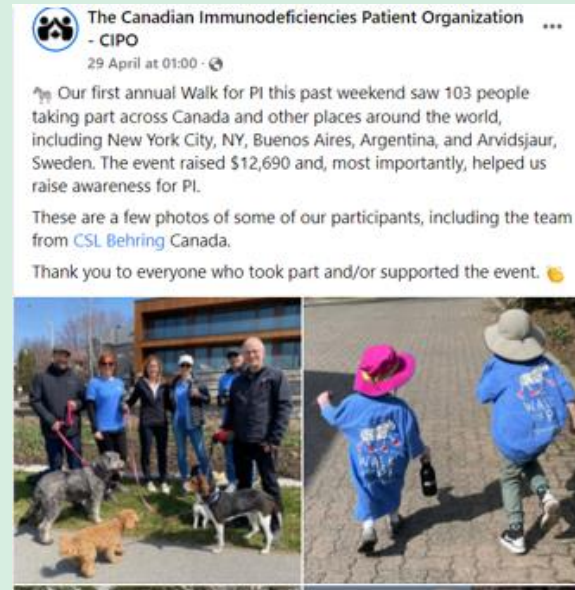 The Canadian Immunodeficiencies Patient Organization
- CIPO
29 April at 01:00 ·
Our first annual Walk for PI this past weekend saw 103 people
taking part across Canada and other places around the world,
including New York City, NY, Buenos Aires, Argentina, and Arvidsjaur,
Sweden. The event raised $12,690 and, most importantly, helped us
raise awareness for PI.
These are a few photos of some of our participants, including the team
from CSL Behring Canada.
Thank you to everyone who took part and/or supported the event.